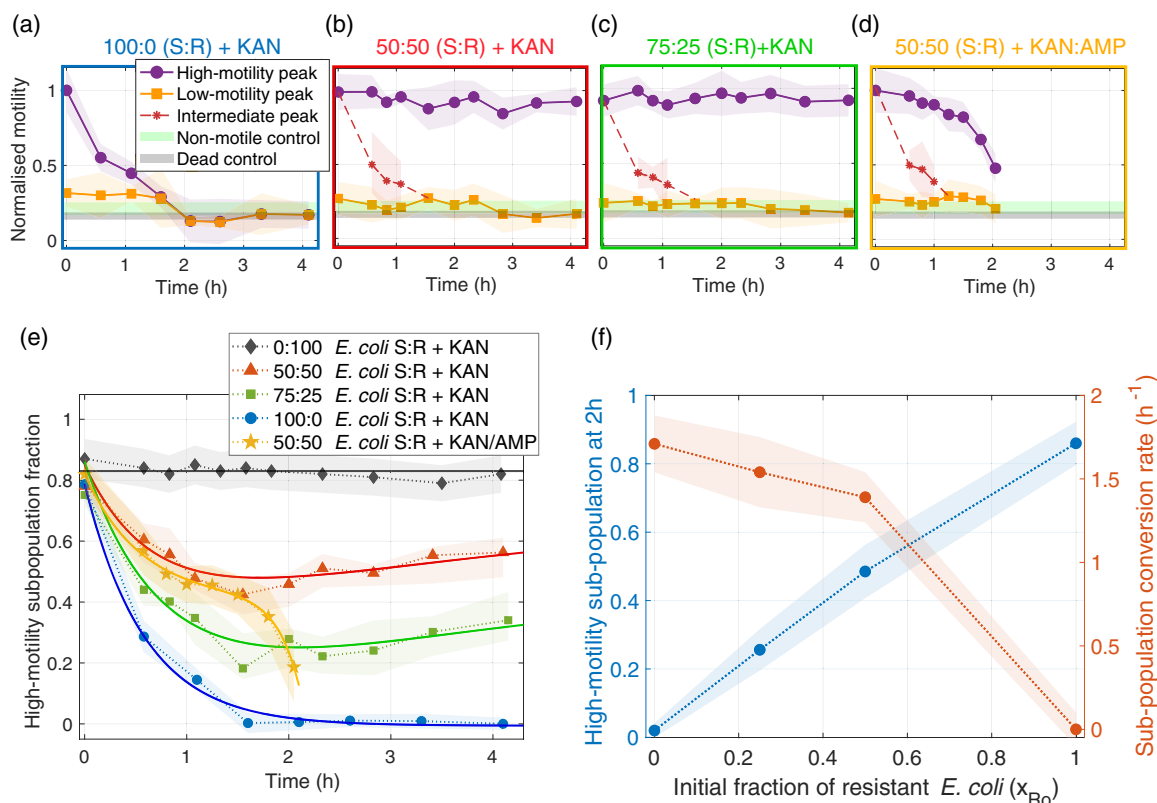 (a)
100:0 (S:R) + KAN
High-motility peak
Low-motility peak
Intermediate peak
Non-motile control
Dead control
Normalised motility
1
0.5
0
0 1 2 3 4
Time (h)
(b)
50:50 (S:R) + KAN
0 1 2 3 4
Time (h)
(c)
75:25 (S:R)+KAN
0 1 2 3 4
Time (h)
(d)
50:50 (S:R) + KAN:AMP
0 1 2 3 4
Time (h)
(e)
0:100 E. coli S:R + KAN
50:50 E. coli S:R + KAN
75:25 E. coli S:R + KAN
100:0 E. coli S:R + KAN
50:50 E. coli S:R + KAN/AMP
High-motility subpopulation fraction
1
0.8
0.6
0.4
0.2
0
0 1 2 3 4
Time (h)
(f)
High-motility sub-population at 2h
1
0.8
0.6
0.4
0.2
0
0 0.2 0.4 0.6 0.8 1
Initial fraction of resistant E. coli (x_Ro)
2
1.5
1
0.5
0
Sub-population conversion rate (h^-1)